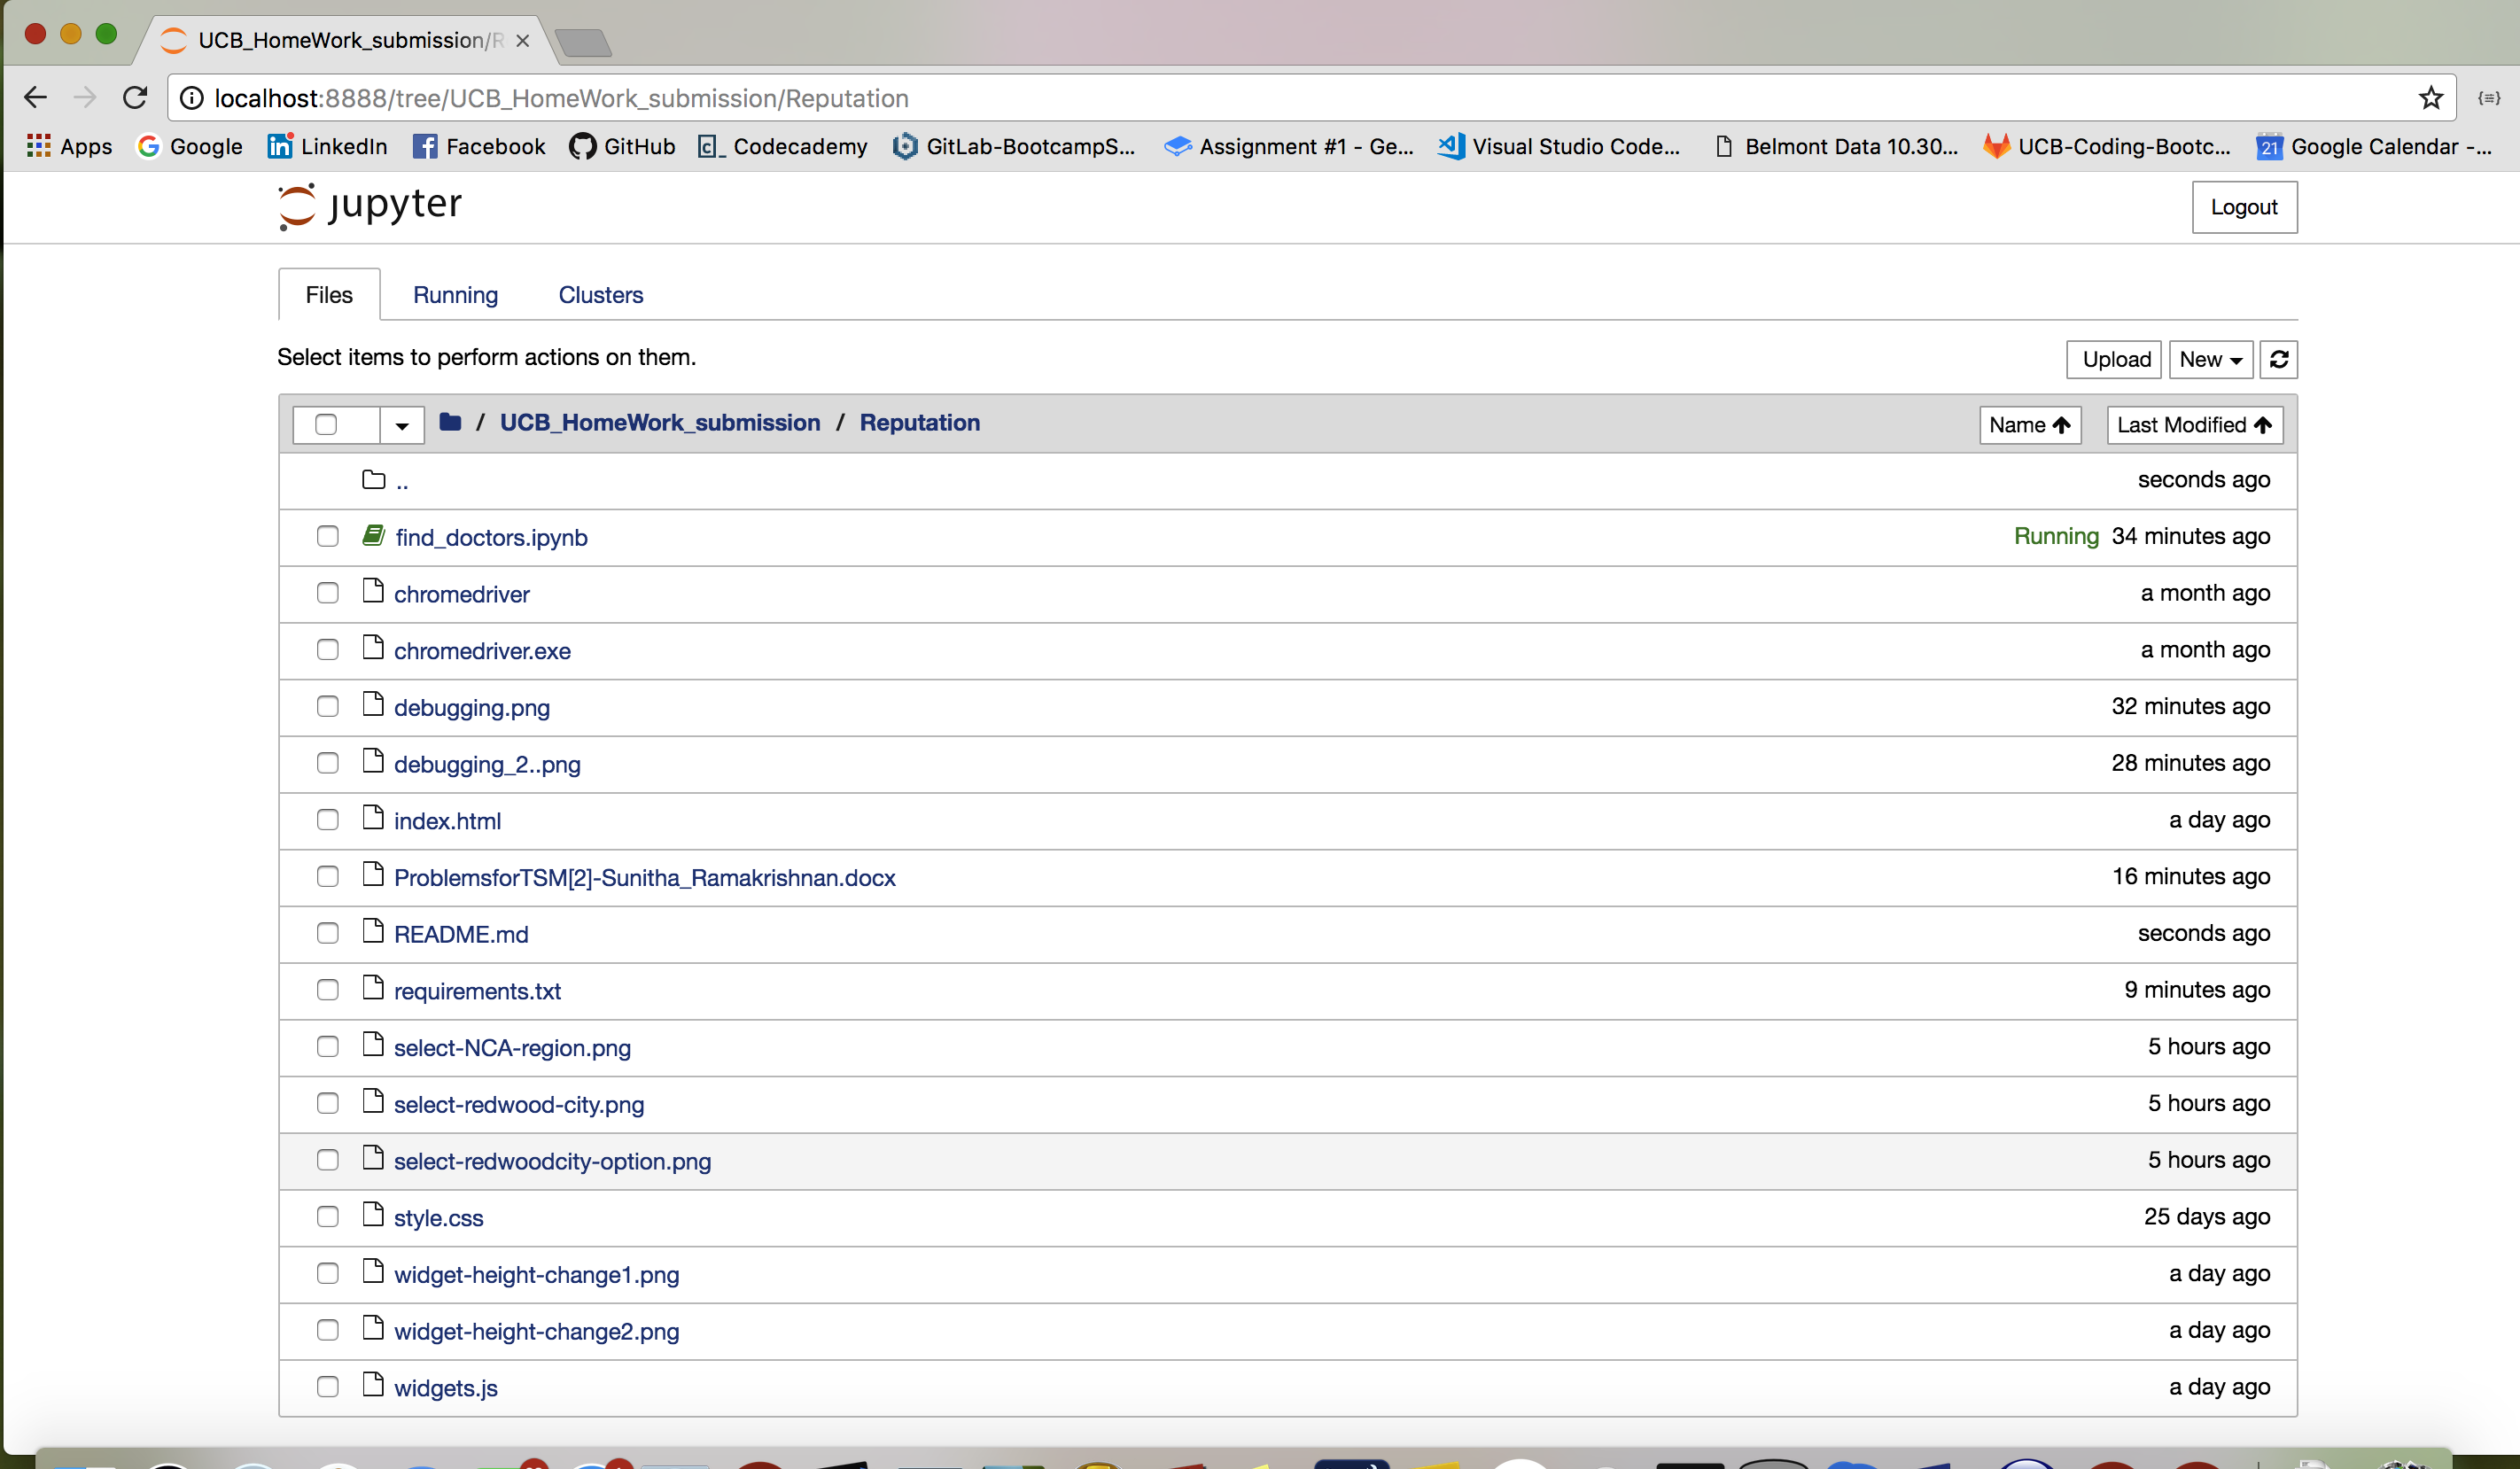 UCB_HomeWork_submission/R
localhost:8888/tree/UCB_HomeWork_submission/Reputation
Apps Google LinkedIn Facebook GitHub Codecademy GitLab-BootcampS... Assignment #1 - Ge... Visual Studio Code... Belmont Data 10.30... UCB-Coding-Bootc... 21 Google Calendar -...
jupyter Logout
Files Running Clusters
Select items to perform actions on them. Upload New
/ UCB_HomeWork_submission / Reputation Name Last Modified
.. seconds ago
find_doctors.ipynb Running 34 minutes ago
chromedriver a month ago
chromedriver.exe a month ago
debugging.png 32 minutes ago
debugging_2..png 28 minutes ago
index.html a day ago
ProblemsforTSM[2]-Sunitha_Ramakrishnan.docx 16 minutes ago
README.md seconds ago
requirements.txt 9 minutes ago
select-NCA-region.png 5 hours ago
select-redwood-city.png 5 hours ago
select-redwoodcity-option.png 5 hours ago
style.css 25 days ago
widget-height-change1.png a day ago
widget-height-change2.png a day ago
widgets.js a day ago